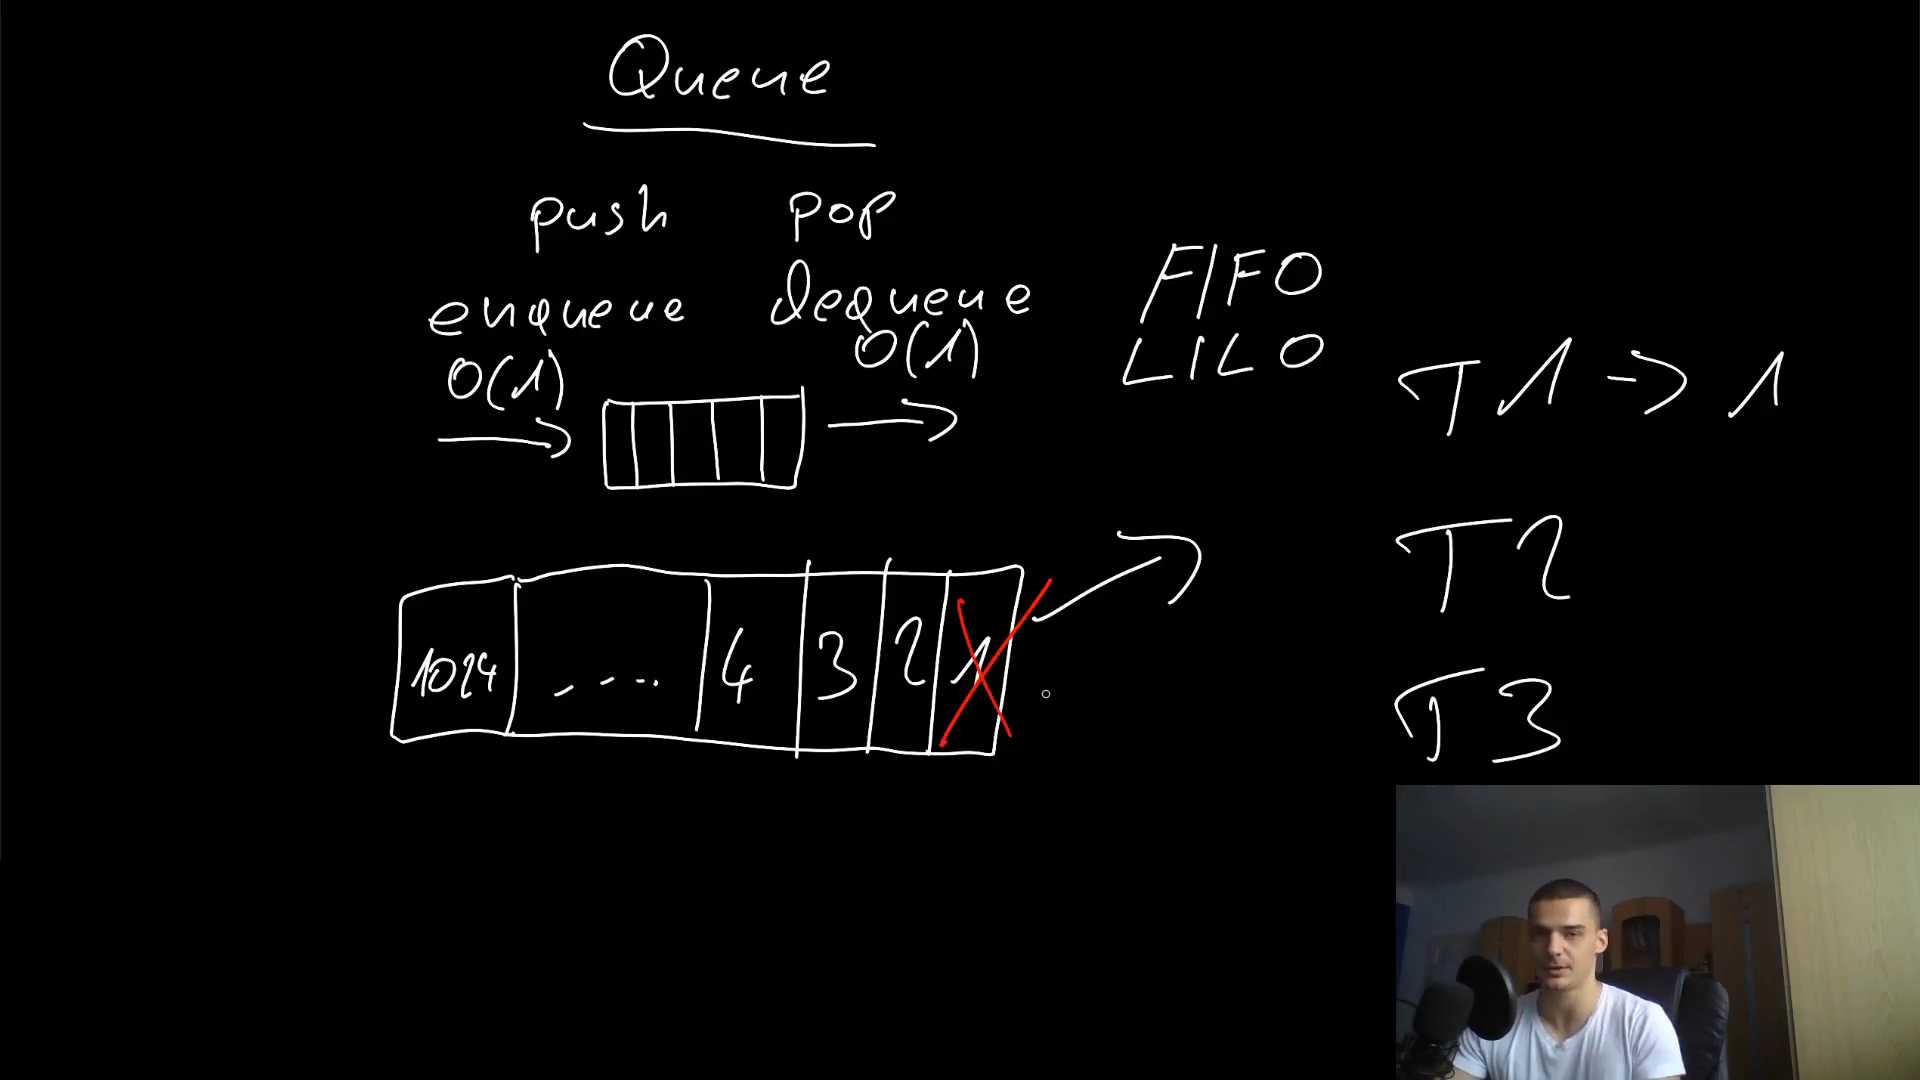 Queue
push pop
enqueue dequeue
O(1) O(1)
FIFO
LILO
T1 -> 1
T2
T3
1024 .... 4 3 2 1